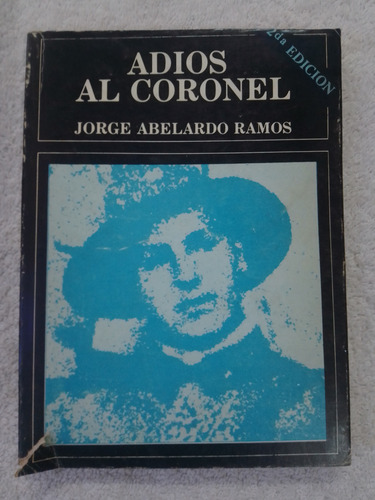 2da EDICION
ADIOS
AL CORONEL
JORGE ABELARDO RAMOS